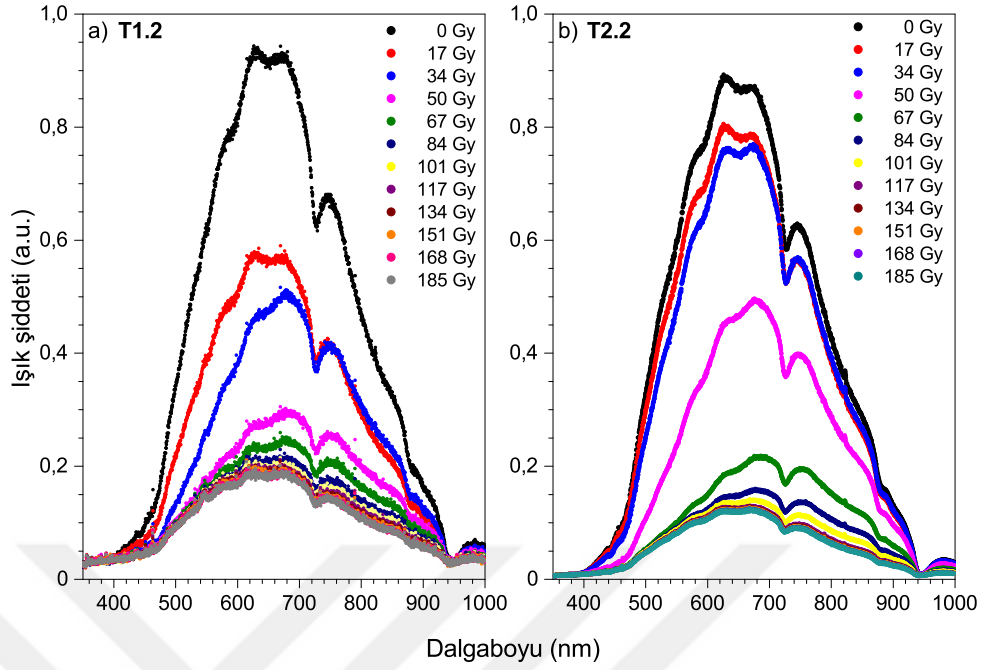 a) T1.2
0 Gy
17 Gy
34 Gy
50 Gy
67 Gy
84 Gy
101 Gy
117 Gy
134 Gy
151 Gy
168 Gy
185 Gy
1,0
0,8
0,6
0,4
0,2
0
400 500 600 700 800 900 1000
Işık şiddeti (a.u.)
b) T2.2
0 Gy
17 Gy
34 Gy
50 Gy
67 Gy
84 Gy
101 Gy
117 Gy
134 Gy
151 Gy
168 Gy
185 Gy
1,0
0,8
0,6
0,4
0,2
0
400 500 600 700 800 900 1000
Dalgaboyu (nm)